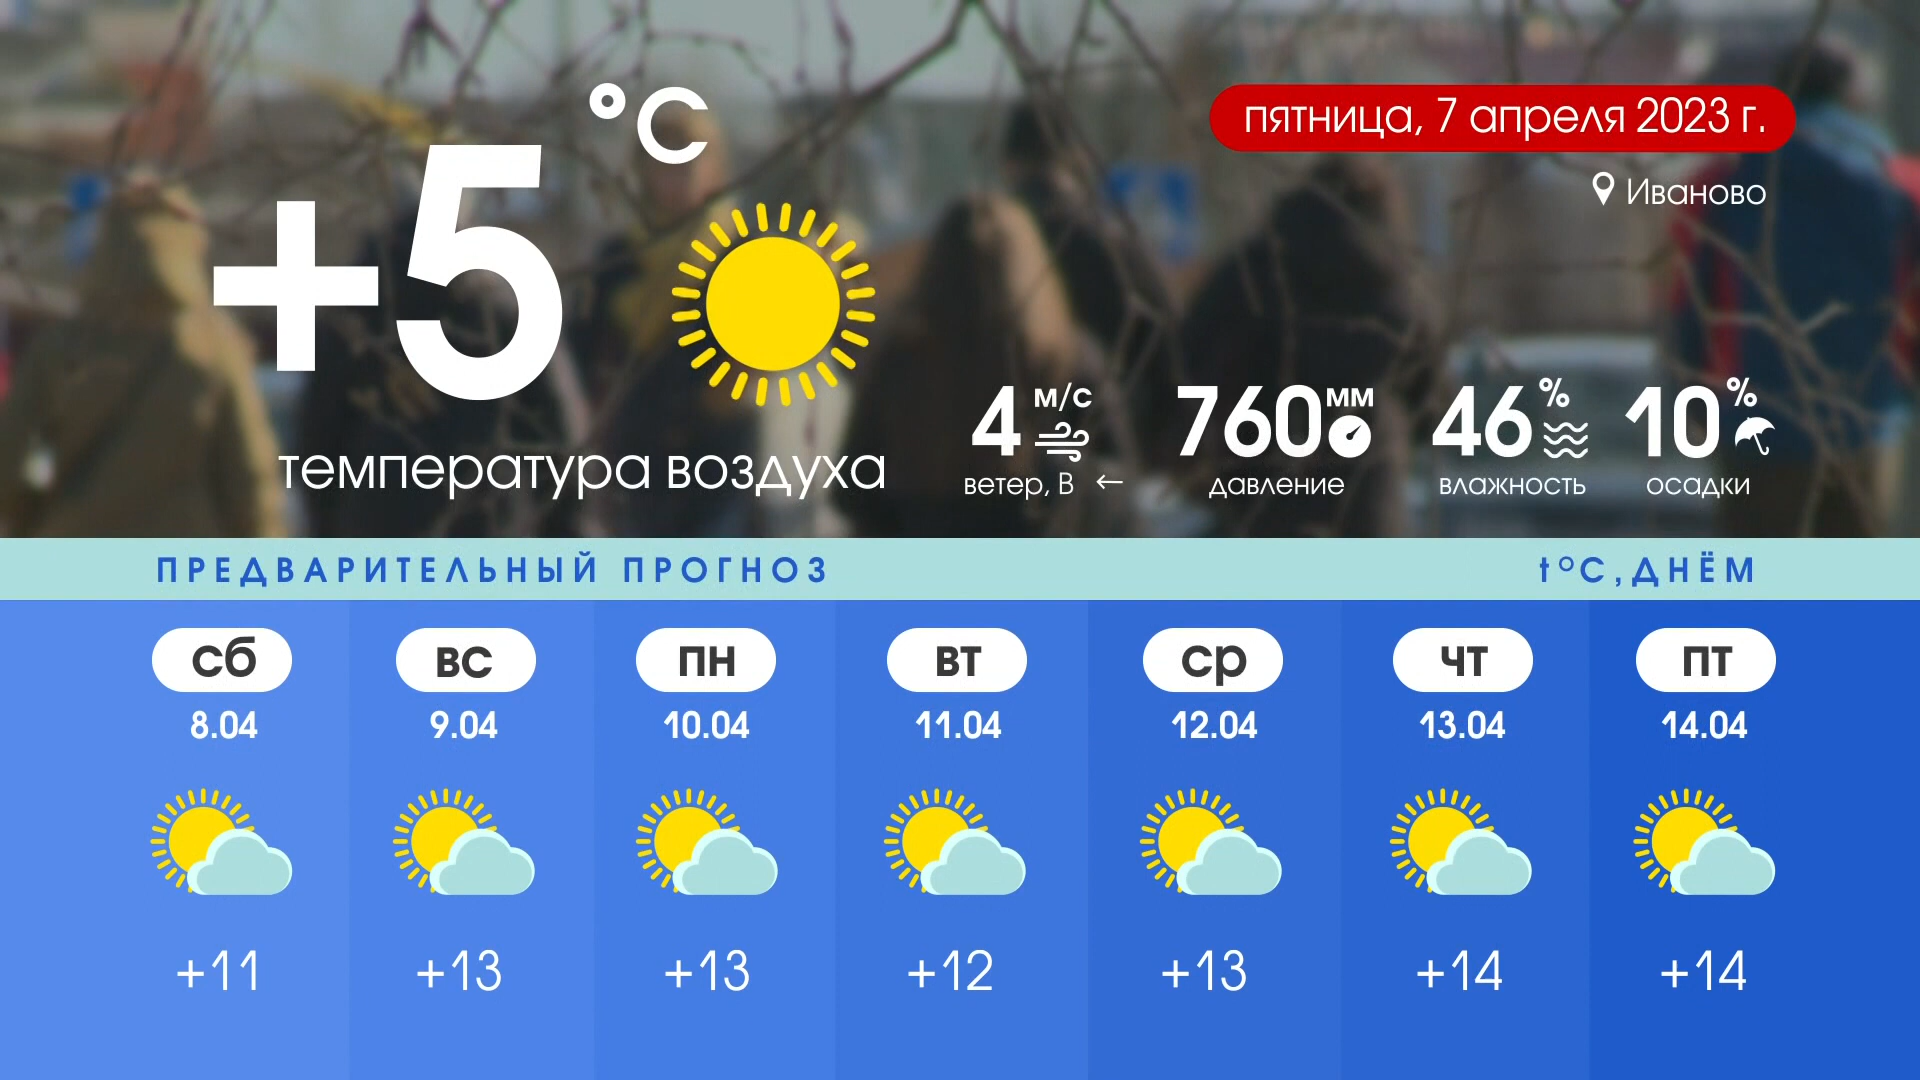 °C
+5
температура воздуха
пятница, 7 апреля 2023 г.
Иваново
4 м/с
ветер, В ←
760 мм
давление
46 %
влажность
10 %
осадки
ПРЕДВАРИТЕЛЬНЫЙ ПРОГНОЗ
t°C, ДНЁМ
сб вс пн вт ср чт пт
8.04 9.04 10.04 11.04 12.04 13.04 14.04
+11 +13 +13 +12 +13 +14 +14